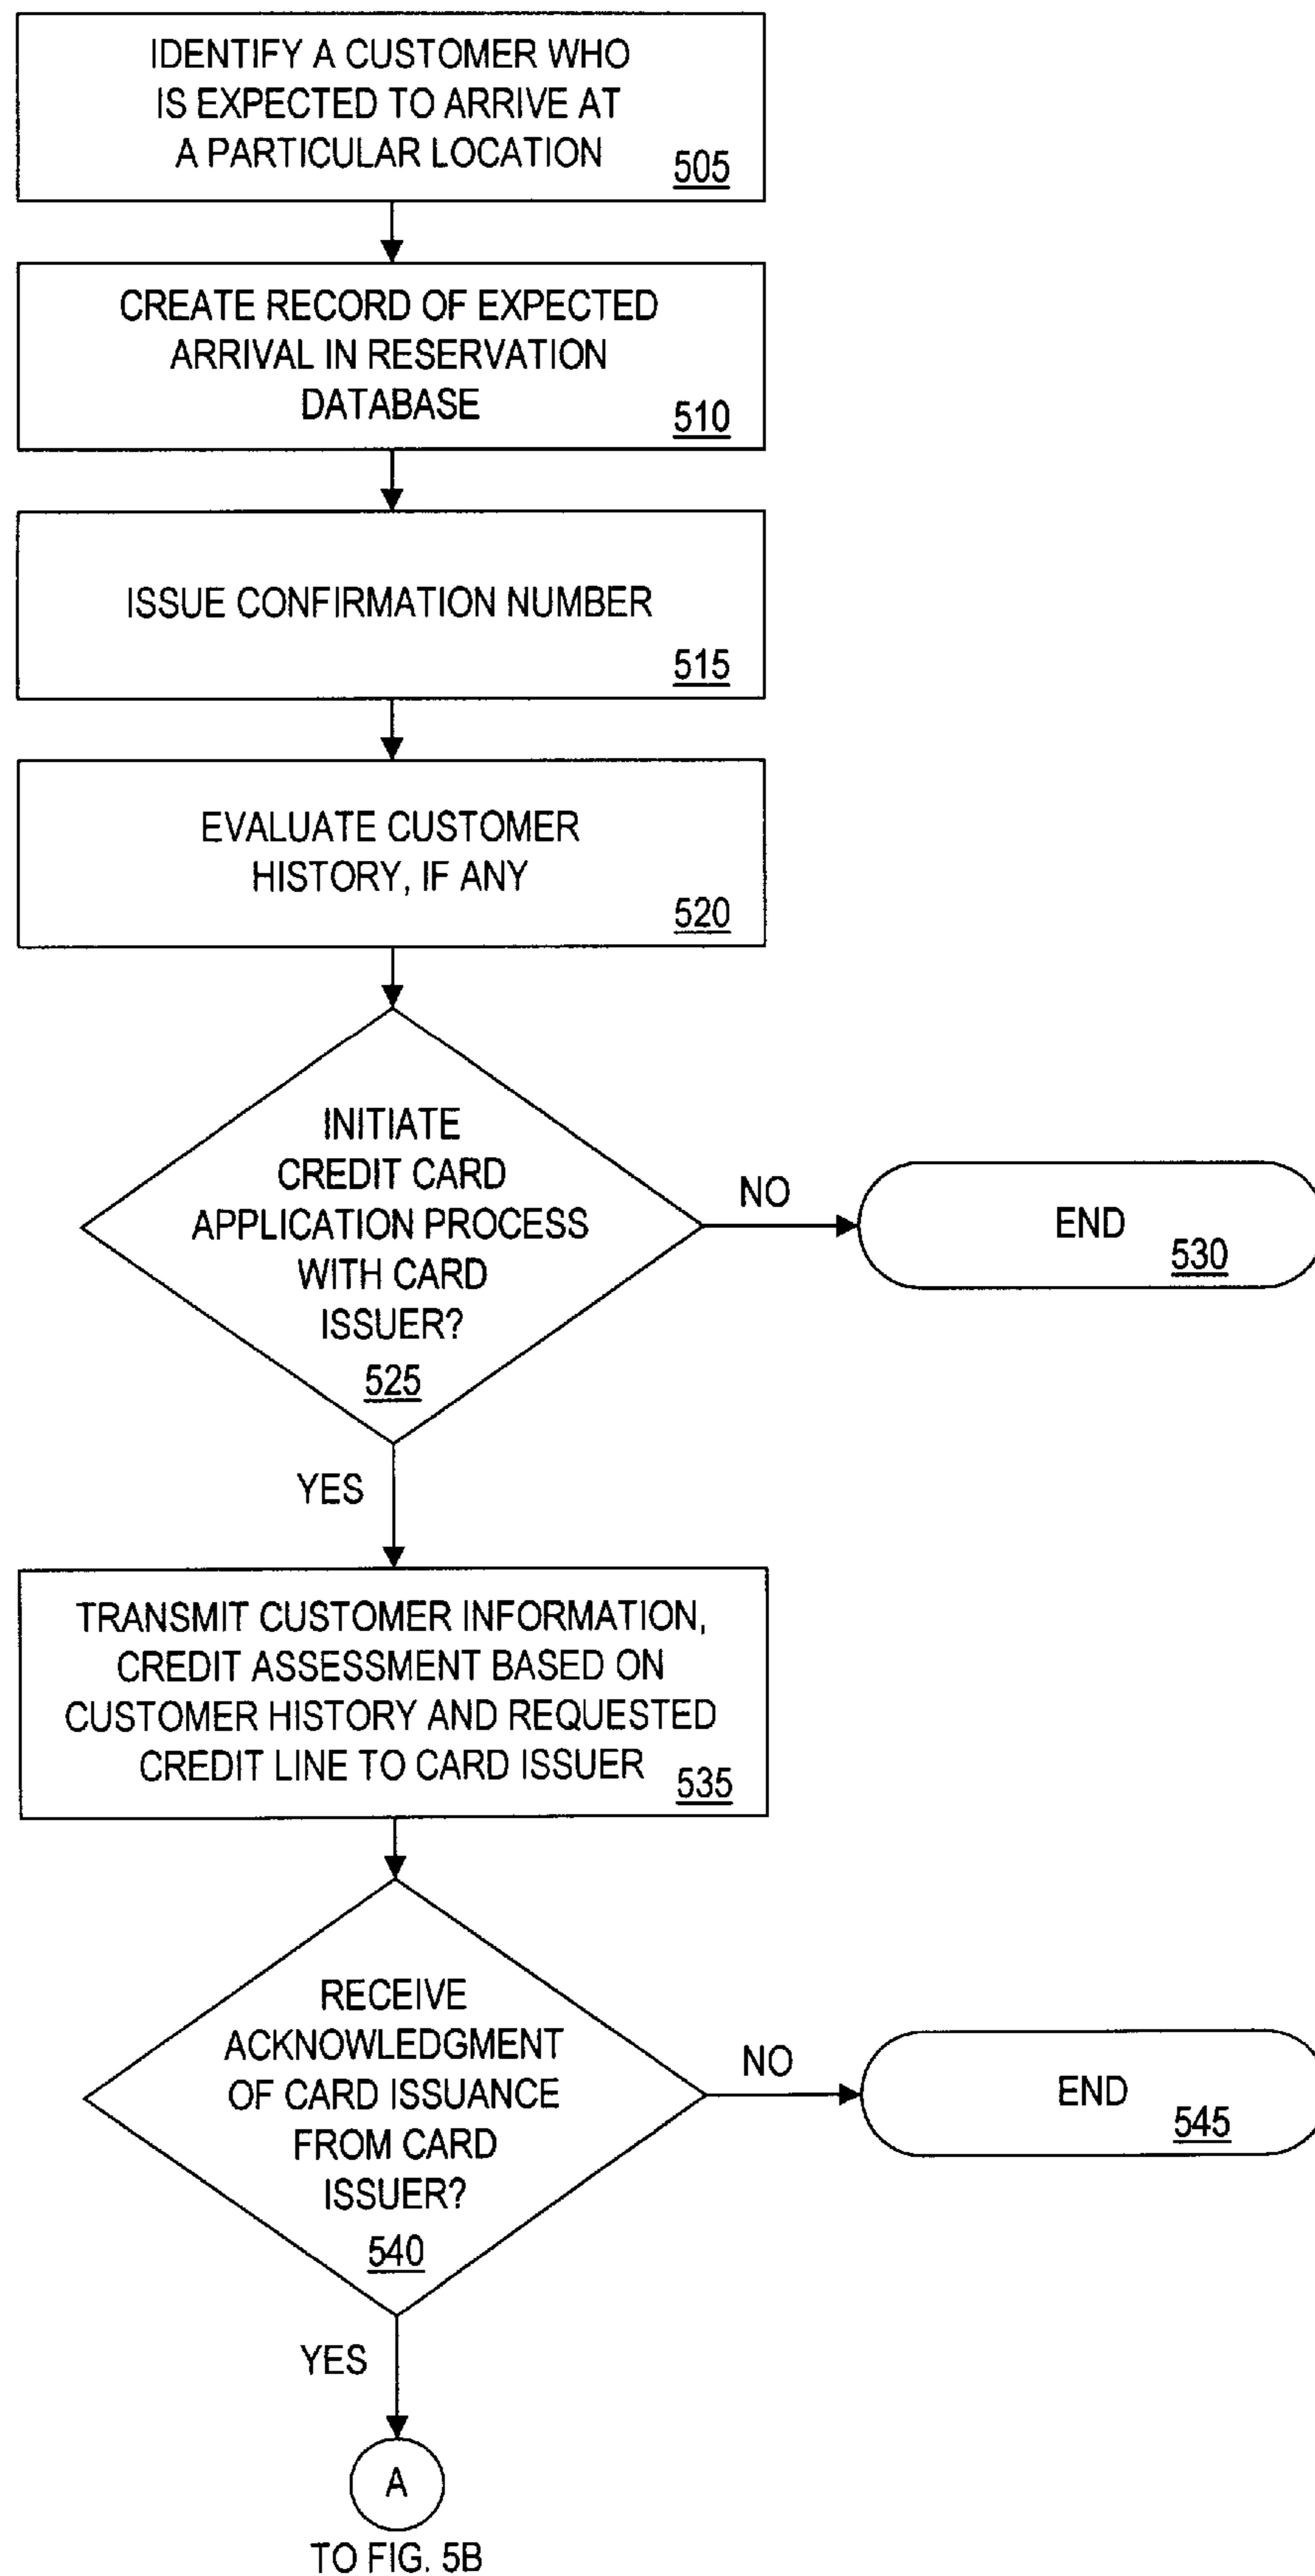 IDENTIFY A CUSTOMER WHO
IS EXPECTED TO ARRIVE AT
A PARTICULAR LOCATION
505
CREATE RECORD OF EXPECTED
ARRIVAL IN RESERVATION
DATABASE
510
ISSUE CONFIRMATION NUMBER
515
EVALUATE CUSTOMER
HISTORY, IF ANY
520
INITIATE
CREDIT CARD
APPLICATION PROCESS
WITH CARD
ISSUER?
525
NO
END
530
YES
TRANSMIT CUSTOMER INFORMATION,
CREDIT ASSESSMENT BASED ON
CUSTOMER HISTORY AND REQUESTED
CREDIT LINE TO CARD ISSUER
535
RECEIVE
ACKNOWLEDGMENT
OF CARD ISSUANCE
FROM CARD
ISSUER?
540
NO
END
545
YES
A
TO FIG. 5B